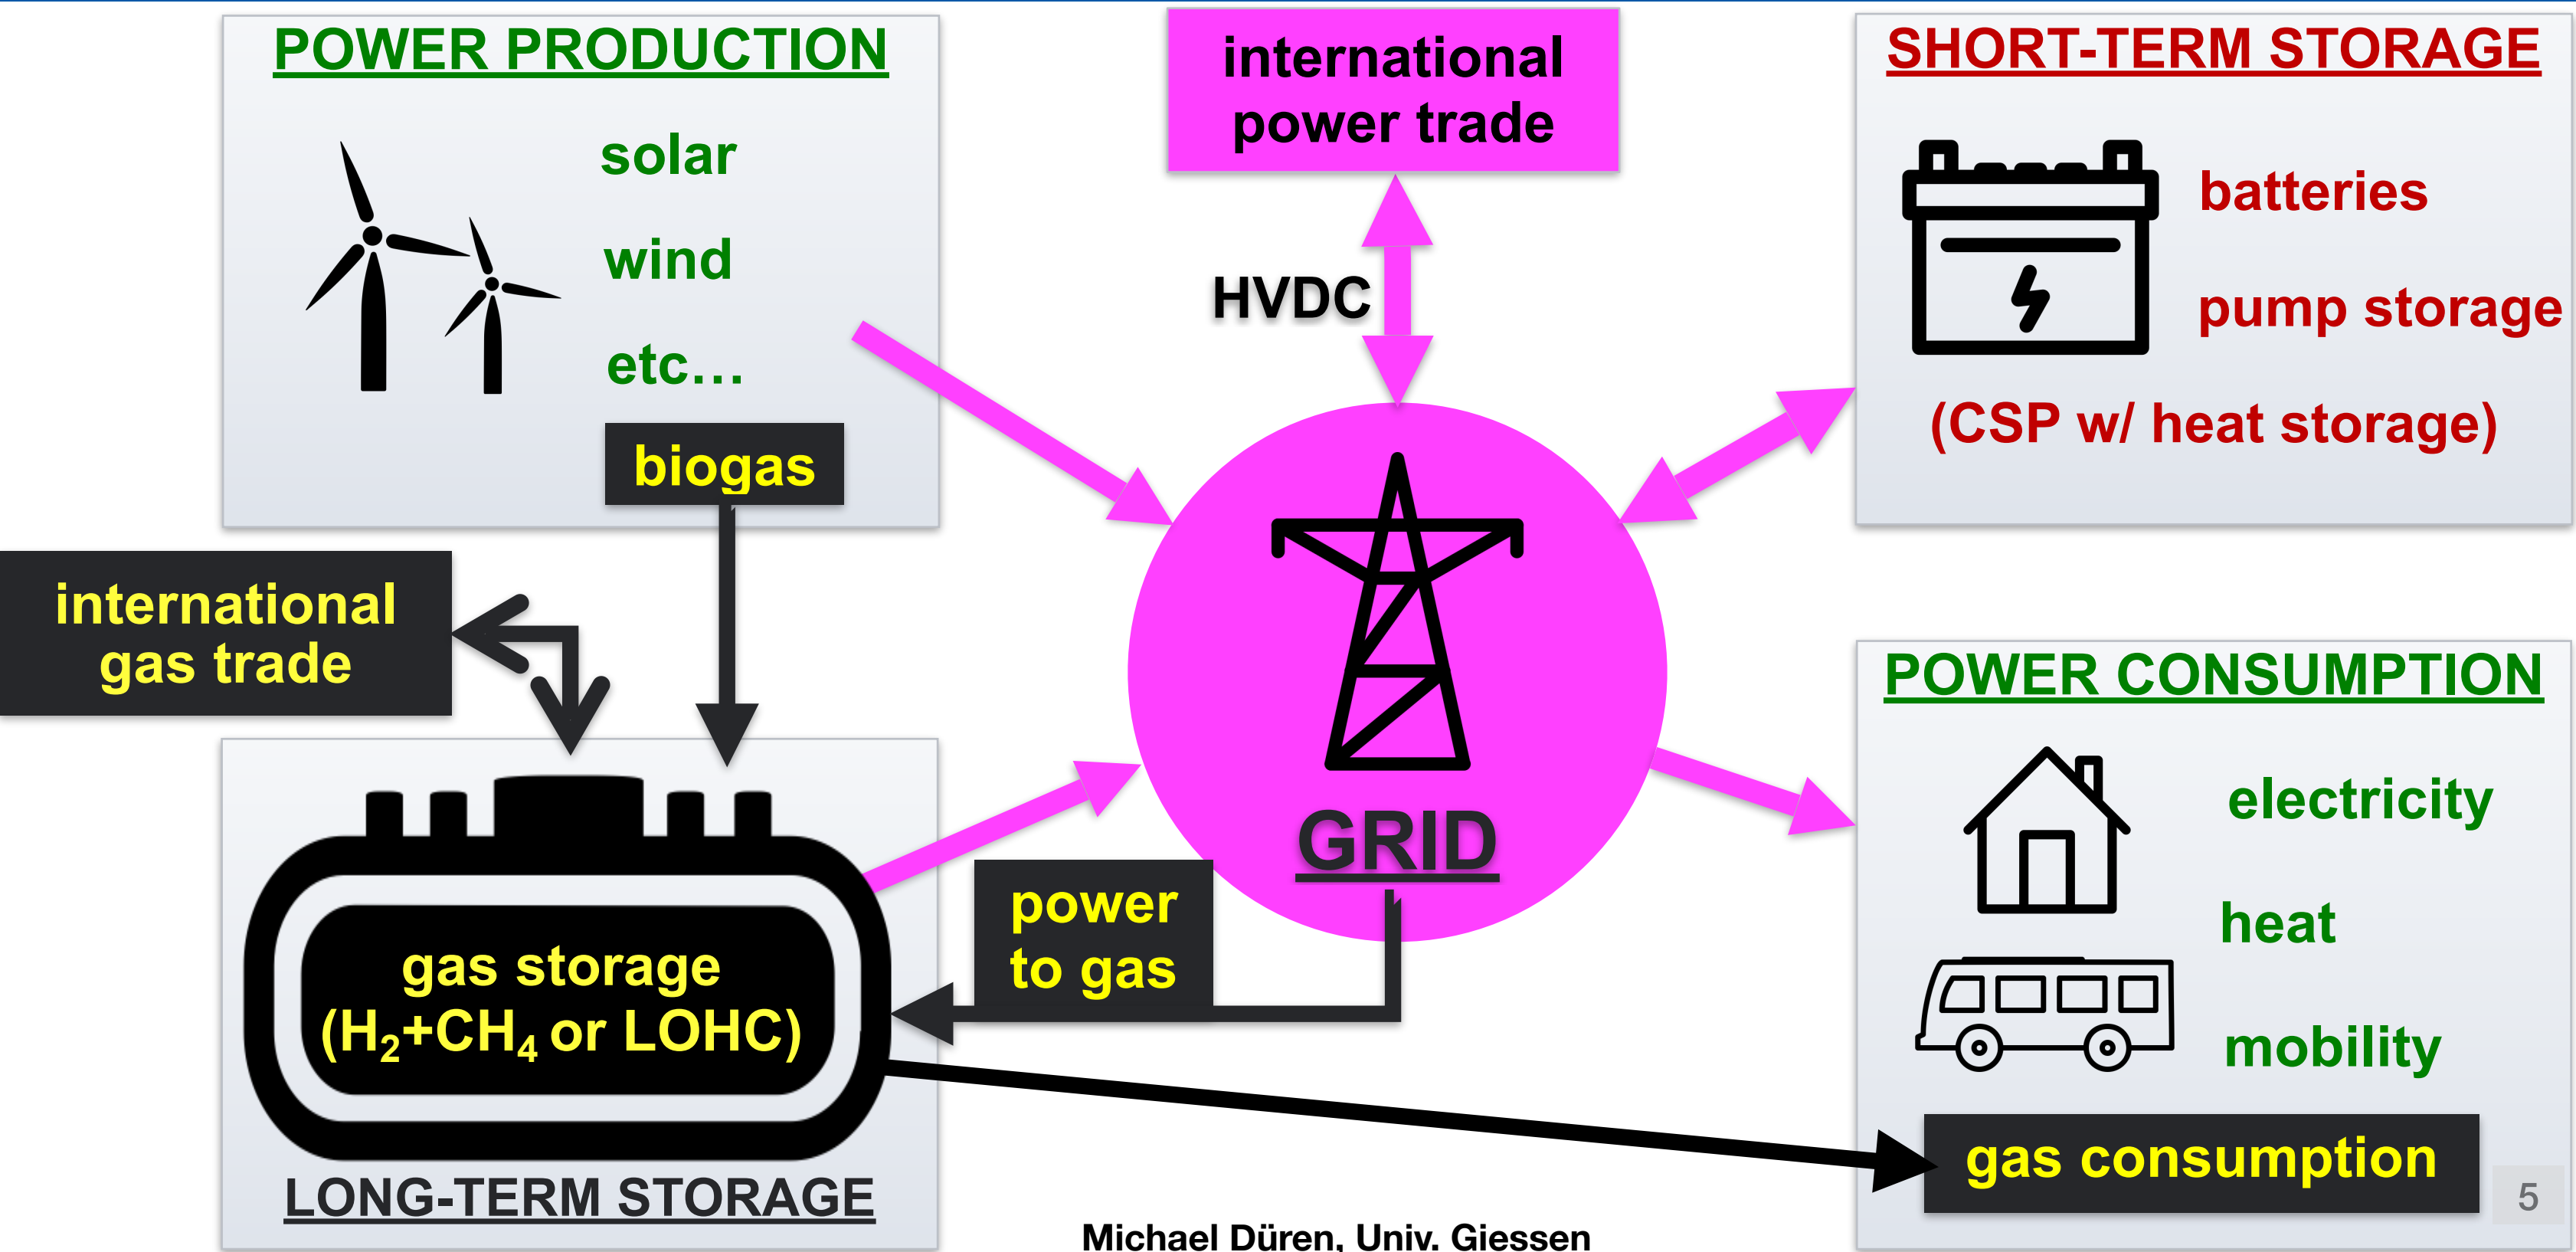 POWER PRODUCTION
solar
wind
etc…
biogas
international
power trade
HVDC
SHORT-TERM STORAGE
batteries
pump storage
(CSP w/ heat storage)
international
gas trade
GRID
power
to gas
gas storage
(H₂+CH₄ or LOHC)
LONG-TERM STORAGE
POWER CONSUMPTION
electricity
heat
mobility
gas consumption
5
Michael Düren, Univ. Giessen